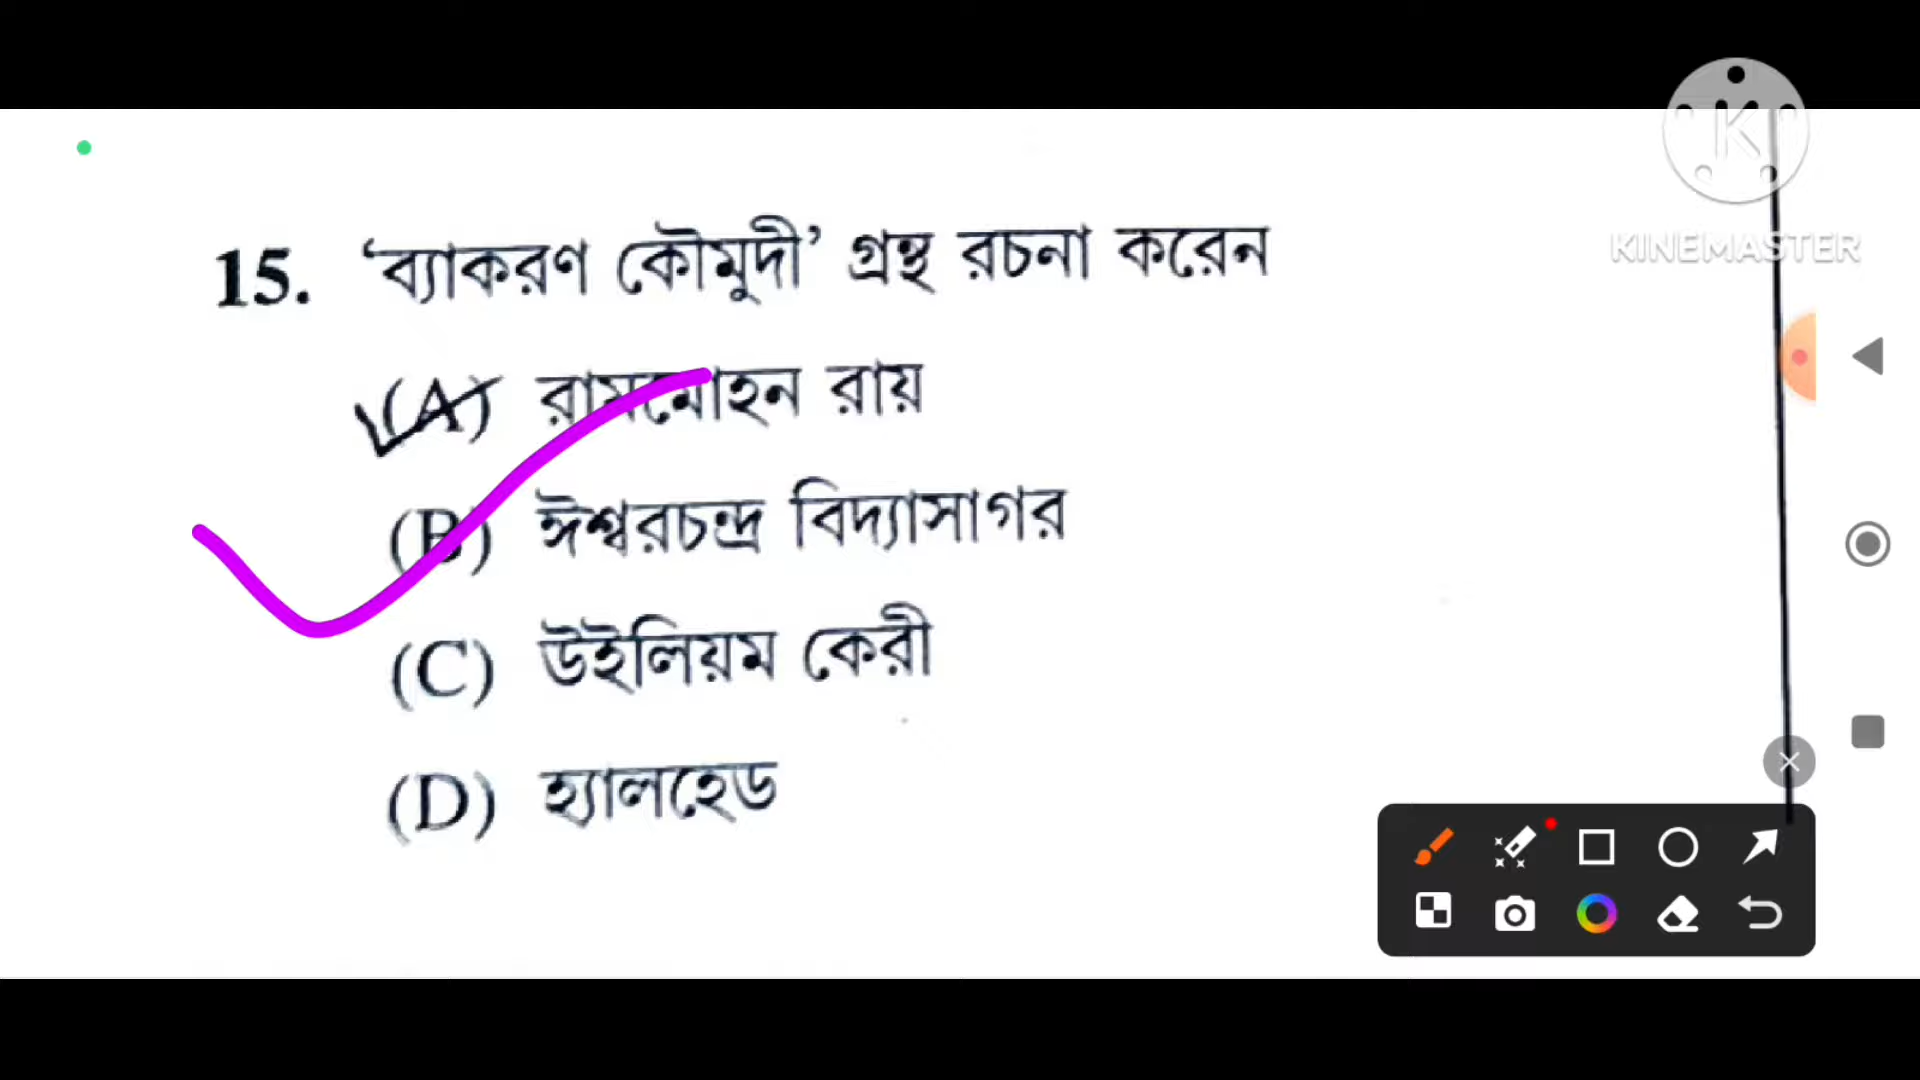 KINEMASTER
15. ‘ব্যাকরণ কৌমুদী’ গ্রন্থ রচনা করেন
(A) রামমোহন রায়
(B) ঈশ্বরচন্দ্র বিদ্যাসাগর
(C) উইলিয়ম কেরী
(D) হ্যালহেড